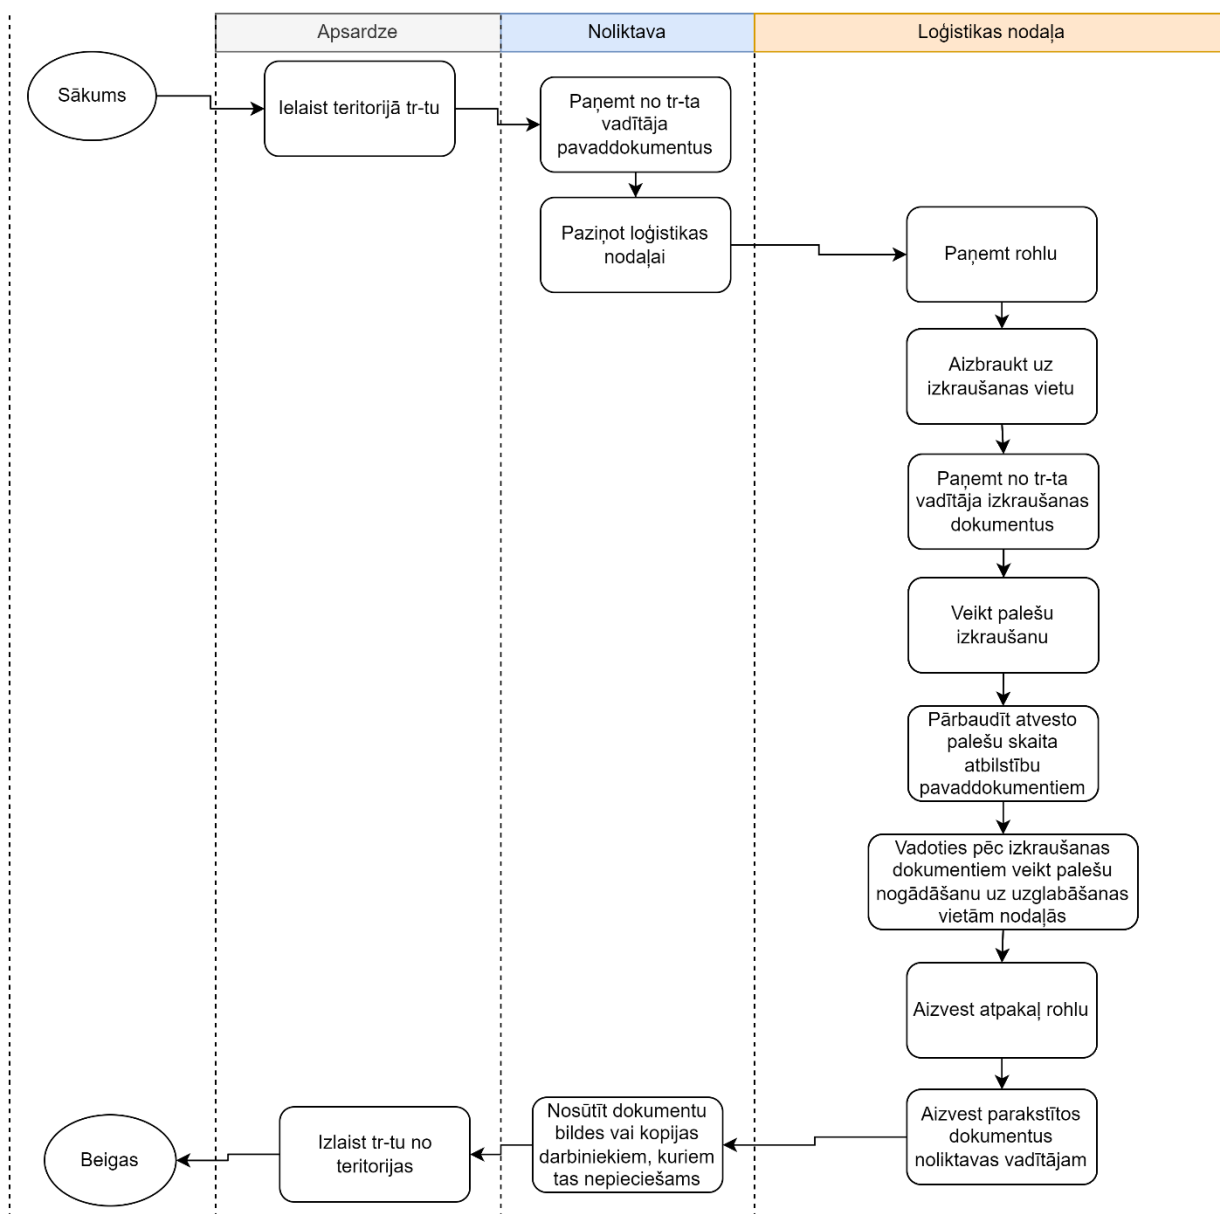 Apsardze
Noliktava
Loģistikas nodaļa
Sākums
Ielaist teritorijā tr-tu
Paņemt no tr-ta
vadītāja
pavaddokumentus
Paziņot loģistikas
nodaļai
Paņemt rohlu
Aizbraukt uz
izkraušanas vietu
Paņemt no tr-ta
vadītāja izkraušanas
dokumentus
Veikt palešu
izkraušanu
Pārbaudīt atvesto
palešu skaita
atbilstību
pavaddokumentiem
Vadoties pēc izkraušanas
dokumentiem veikt palešu
nogādāšanu uz uzglabāšanas
vietām nodaļās
Aizvest atpakaļ rohlu
Aizvest parakstītos
dokumentus
noliktavas vadītājam
Nosūtīt dokumentu
bildes vai kopijas
darbiniekiem, kuriem
tas nepieciešams
Izlaist tr-tu no
teritorijas
Beigas